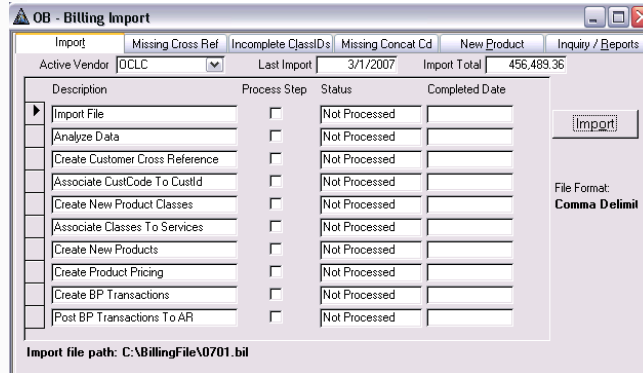 OB - Billing Import
Import Missing Cross Ref Incomplete ClassIDs Missing Concat Cd New Product Inquiry / Reports
Active Vendor OCLC Last Import 3/1/2007 Import Total 456,489.36
Description Process Step Status Completed Date
Import File Not Processed
Import
Analyze Data Not Processed
Create Customer Cross Reference Not Processed
Associate CustCode To CustId Not Processed
File Format:
Create New Product Classes Not Processed
Comma Delimit
Associate Classes To Services Not Processed
Create New Products Not Processed
Create Product Pricing Not Processed
Create BP Transactions Not Processed
Post BP Transactions To AR Not Processed
Import file path: C:\BillingFile\0701.bil